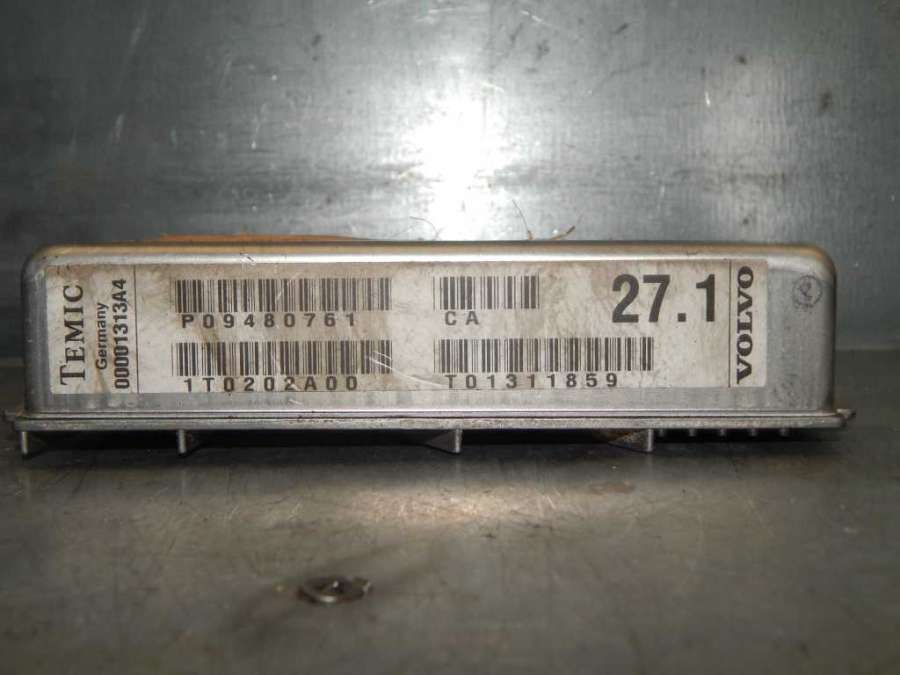 TEMIC
Germany
00001313A4
P09480761
CA
27.1
1T0202A00
T01311859
VOLVO